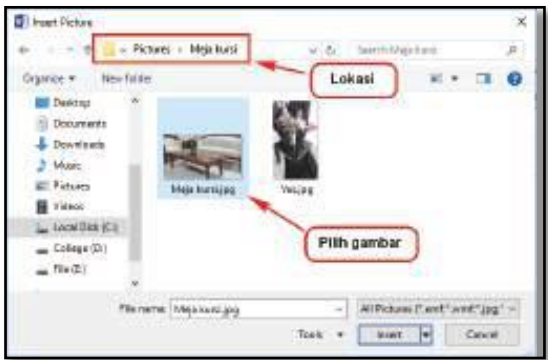 Insert Picture
Pictures › Meja kursi
Search Meja kursi
Organize
New folder
Lokasi
Desktop
Documents
Downloads
Music
Pictures
Videos
Local Disk (C:)
College (D:)
File (E:)
Meja kursi.jpg
Yes.jpg
Pilih gambar
File name: Meja kursi.jpg
All Pictures (*.emf;*.wmf;*.jpg;*
Tools
Insert
Cancel